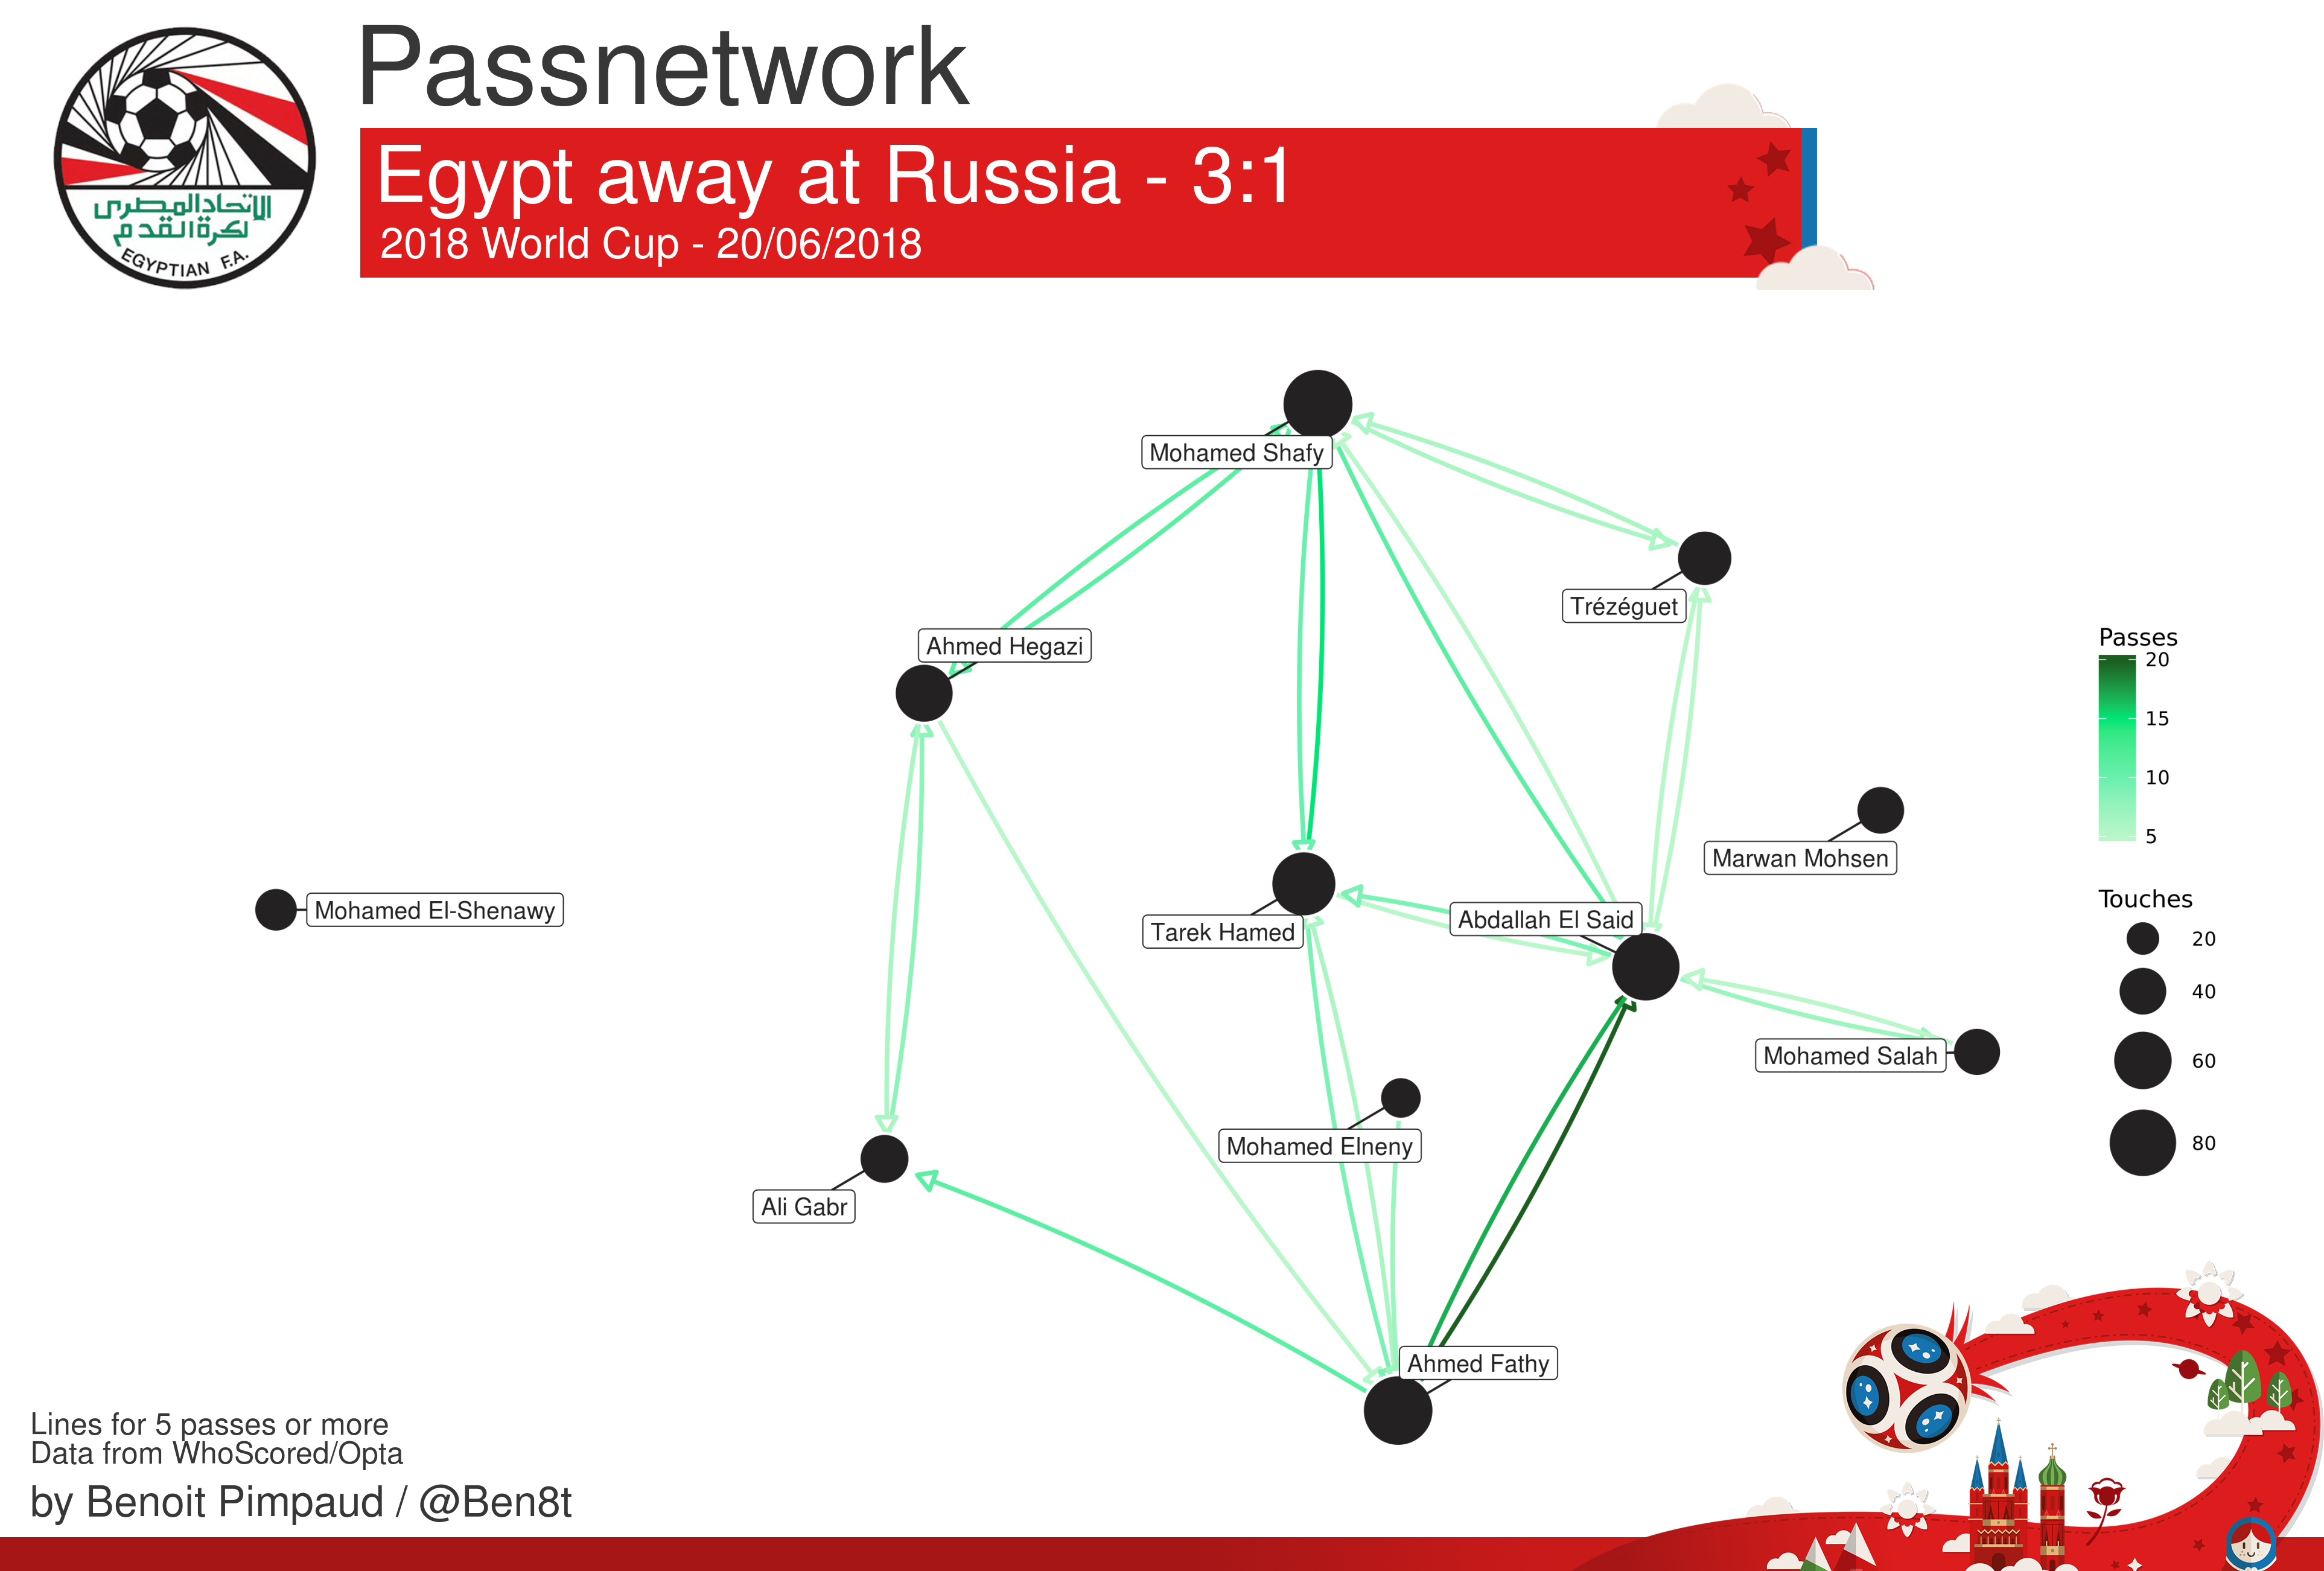 Passnetwork
Egypt away at Russia - 3:1
2018 World Cup - 20/06/2018
الإتحاد المصرى
لكرة القدم
EGYPTIAN F.A.
Mohamed Shafy
Trézéguet
Ahmed Hegazi
Marwan Mohsen
Mohamed El-Shenawy
Abdallah El Said
Tarek Hamed
Mohamed Salah
Mohamed Elneny
Ali Gabr
Ahmed Fathy
Passes
20
15
10
5
Touches
20
40
60
80
Lines for 5 passes or more
Data from WhoScored/Opta
by Benoit Pimpaud / @Ben8t